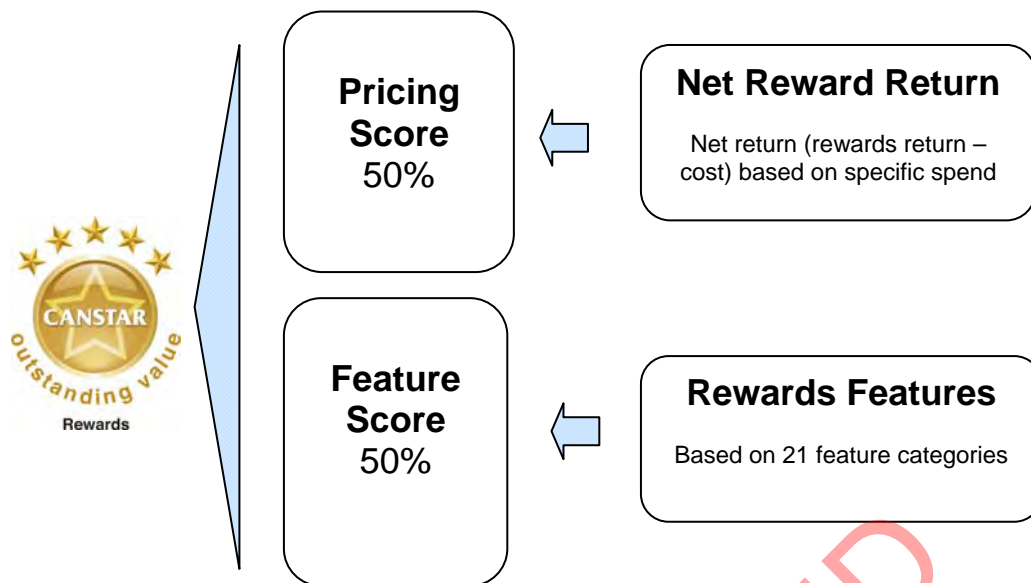 Pricing
Score
50%
Net Reward Return
Net return (rewards return –
cost) based on specific spend
CANSTAR
outstanding value
Rewards
Feature
Score
50%
Rewards Features
Based on 21 feature categories